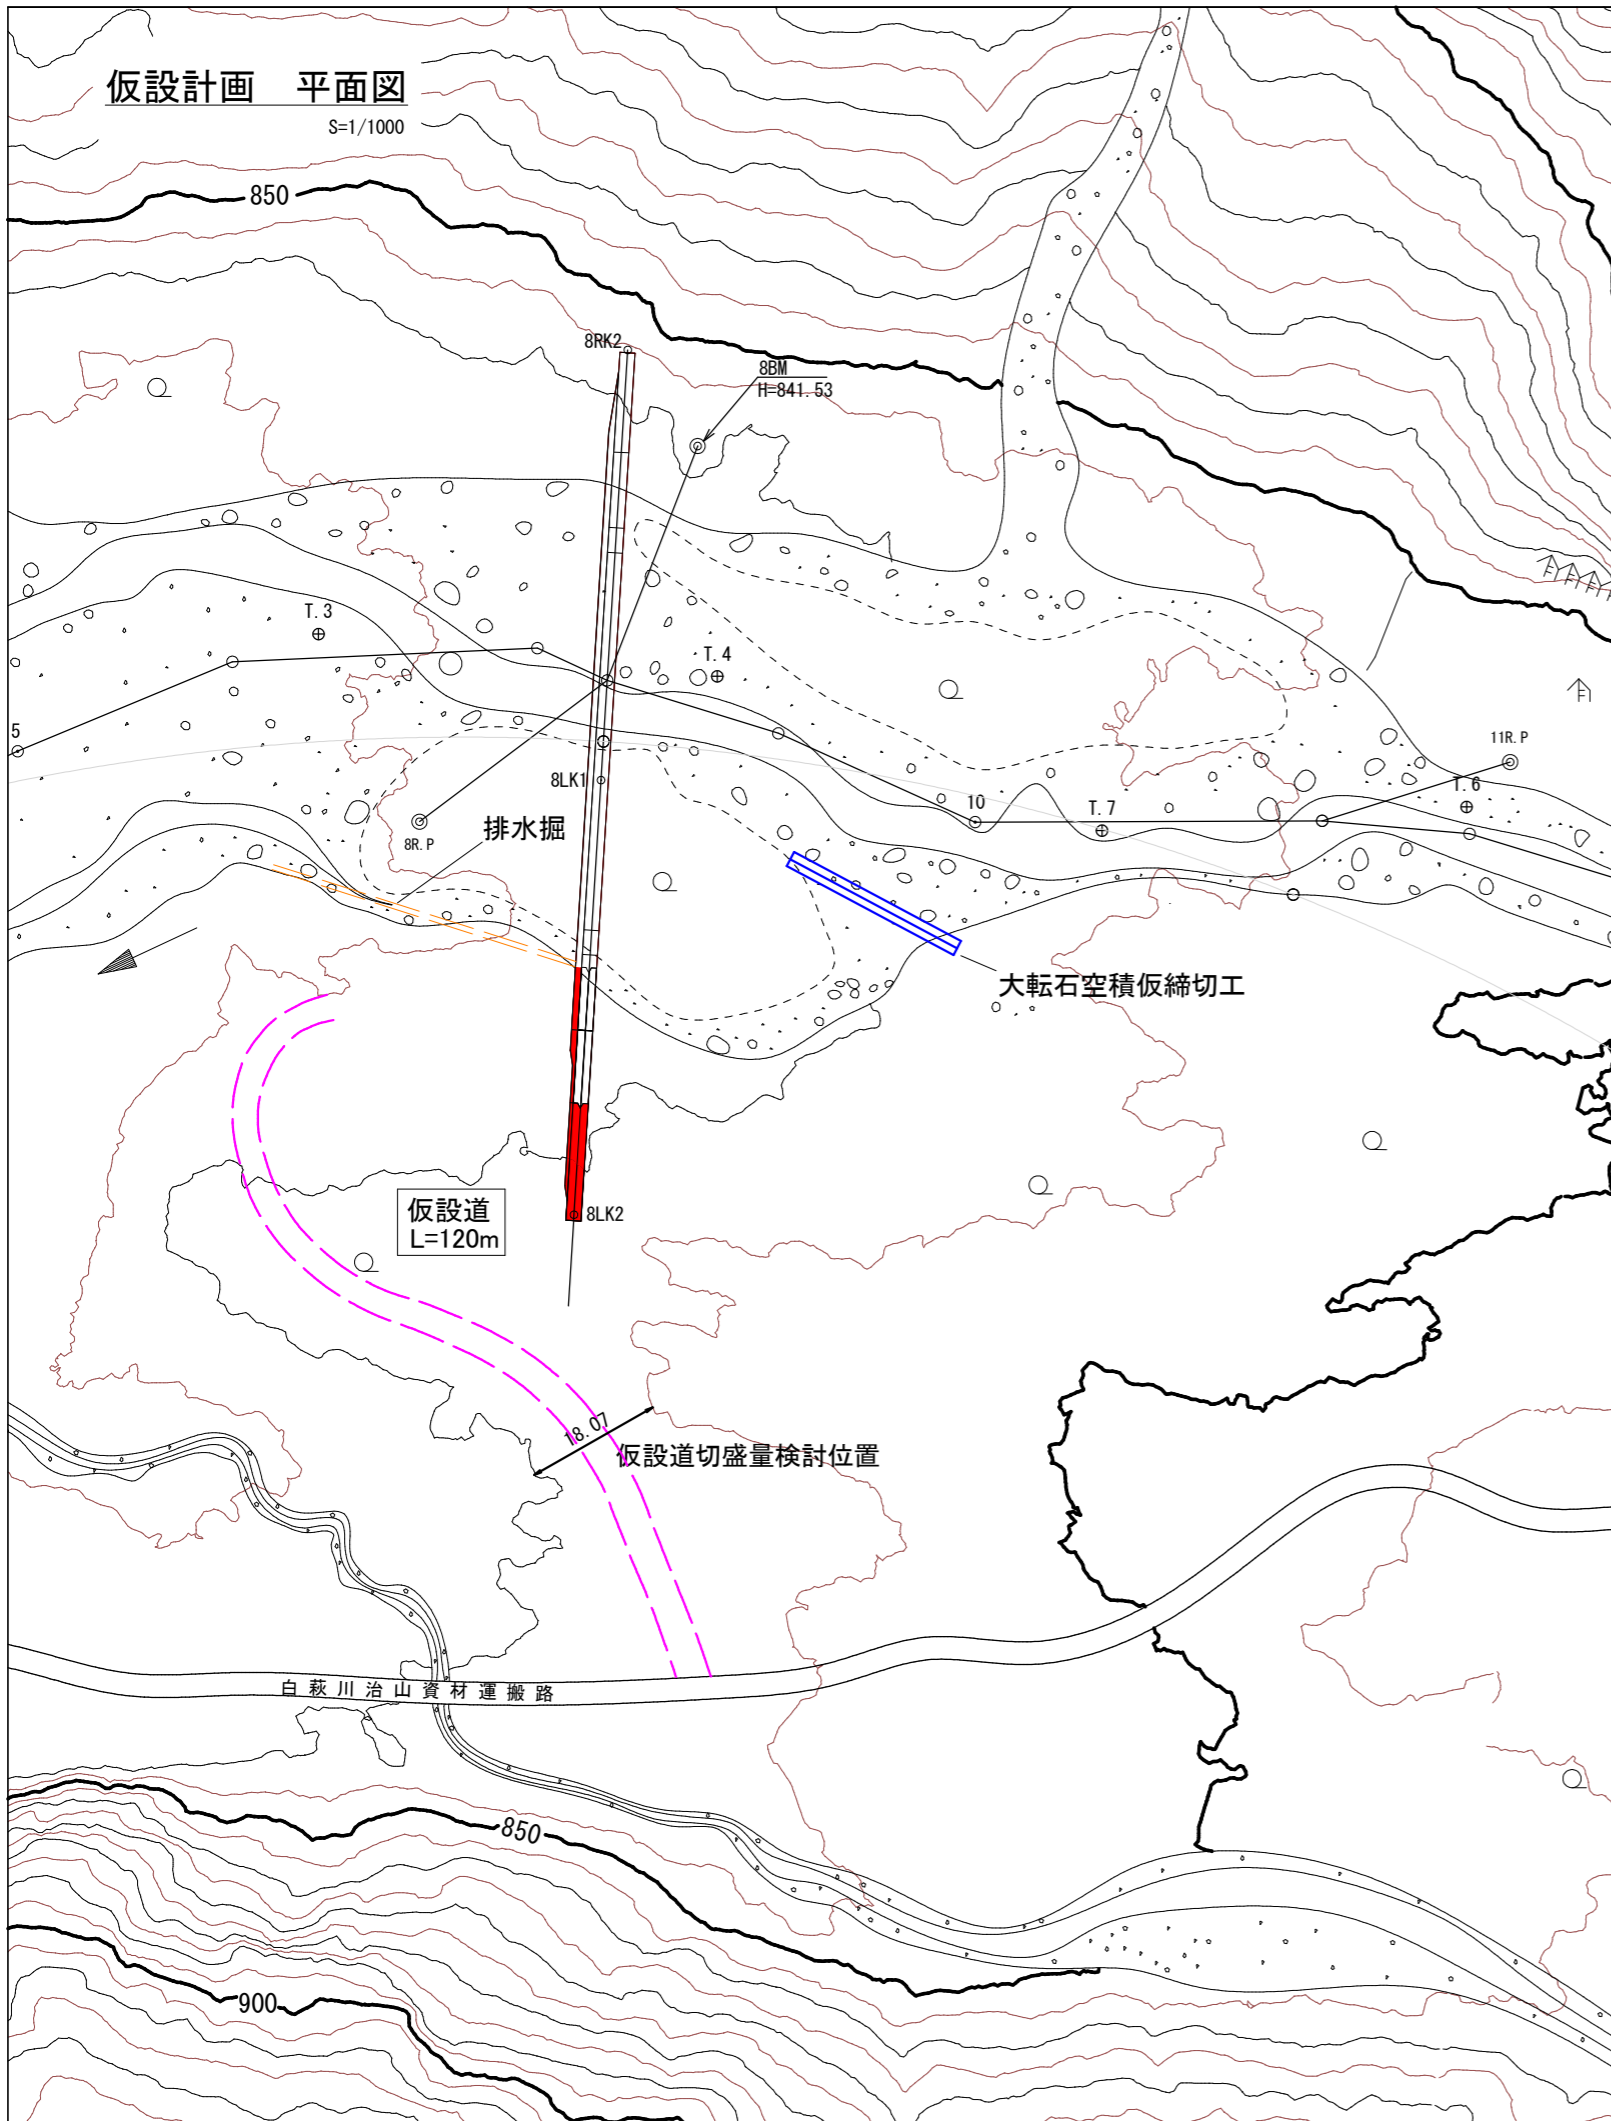 仮設計画　平面図
S=1/1000
850
8RK2
8BM
H=841.53
T.3
T.4
5
11R.P
8LK1
10
T.7
T.6
8R.P
排水掘
大転石空積仮締切工
仮設道
L=120m
8LK2
18.07
仮設道切盛量検討位置
白萩川治山資材運搬路
850
900